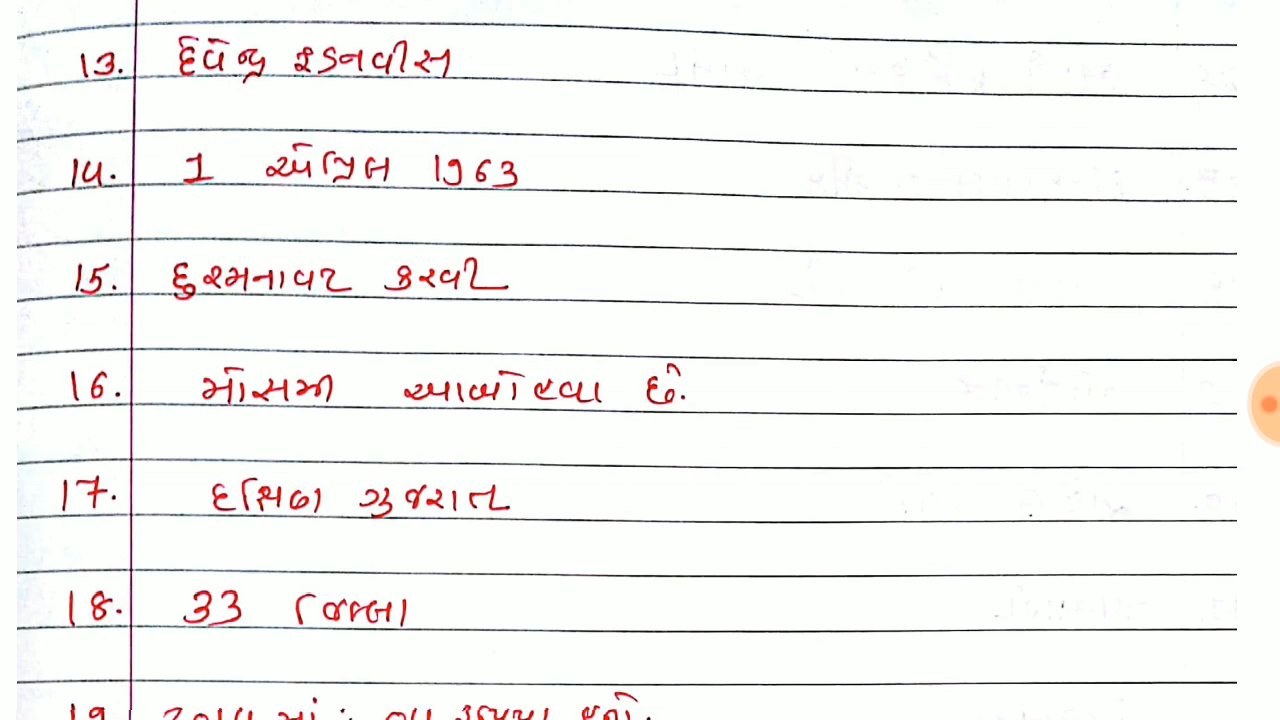 13. દેવેન્દ્ર ફડનવીસ
14. 1 એપ્રિલ 1963
15. દુશ્મનાવટ કરવી
16. મોસમી આબોહવા છે.
17. દક્ષિણ ગુજરાત
18. 33 જિલ્લા
19.